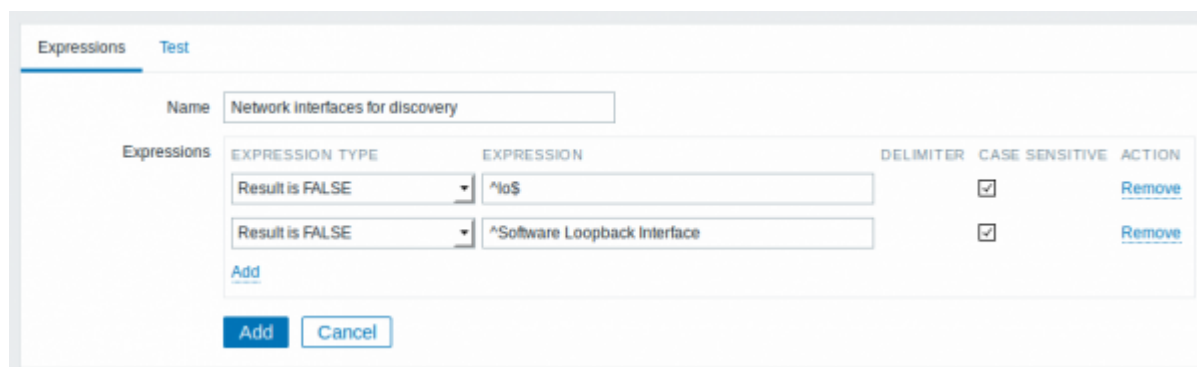 Expressions Test
Name Network interfaces for discovery
Expressions EXPRESSION TYPE EXPRESSION DELIMITER CASE SENSITIVE ACTION
Result is FALSE ^lo$ Remove
Result is FALSE ^Software Loopback Interface Remove
Add
Add Cancel